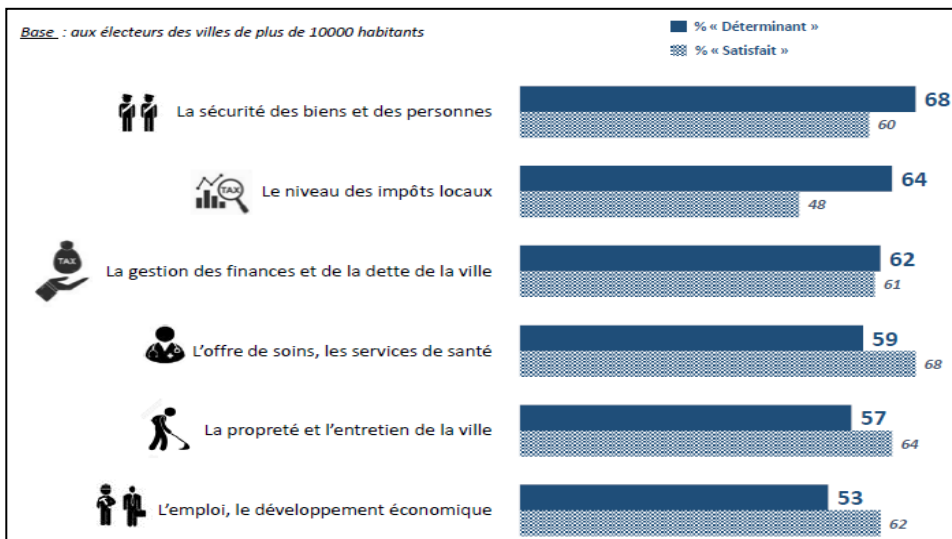 Base : aux électeurs des villes de plus de 10000 habitants
% « Déterminant »
% « Satisfait »
La sécurité des biens et des personnes
68
60
TAX
Le niveau des impôts locaux
64
48
TAX
La gestion des finances et de la dette de la ville
62
61
L'offre de soins, les services de santé
59
68
La propreté et l'entretien de la ville
57
64
L'emploi, le développement économique
53
62